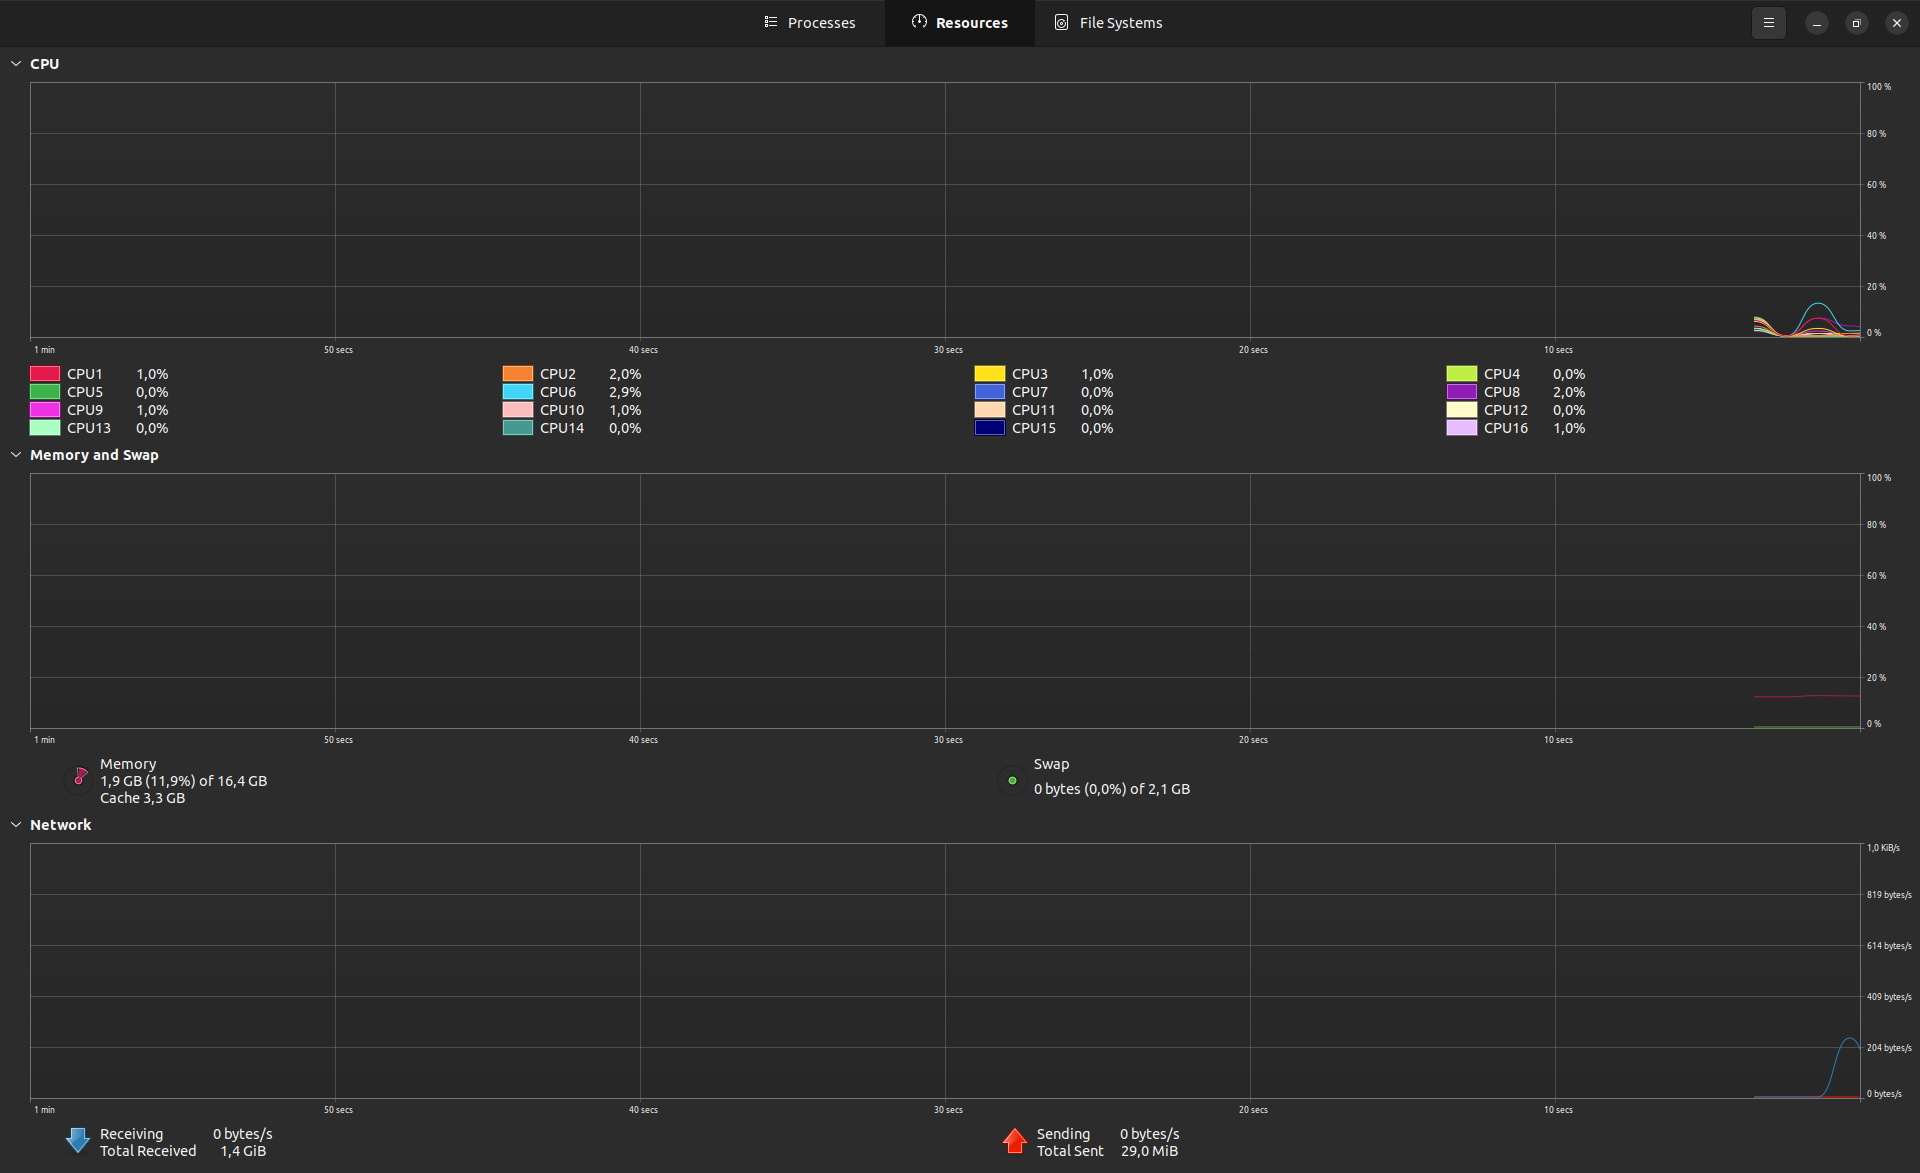 Processes Resources File Systems
CPU
100 %
80 %
60 %
40 %
20 %
0 %
1 min 50 secs 40 secs 30 secs 20 secs 10 secs
CPU1 1,0% CPU2 2,0% CPU3 1,0% CPU4 0,0%
CPU5 0,0% CPU6 2,9% CPU7 0,0% CPU8 2,0%
CPU9 1,0% CPU10 1,0% CPU11 0,0% CPU12 0,0%
CPU13 0,0% CPU14 0,0% CPU15 0,0% CPU16 1,0%
Memory and Swap
100 %
80 %
60 %
40 %
20 %
0 %
1 min 50 secs 40 secs 30 secs 20 secs 10 secs
Memory
1,9 GB (11,9%) of 16,4 GB
Cache 3,3 GB
Swap
0 bytes (0,0%) of 2,1 GB
Network
1,0 KiB/s
819 bytes/s
614 bytes/s
409 bytes/s
204 bytes/s
0 bytes/s
1 min 50 secs 40 secs 30 secs 20 secs 10 secs
Receiving 0 bytes/s
Total Received 1,4 GiB
Sending 0 bytes/s
Total Sent 29,0 MiB